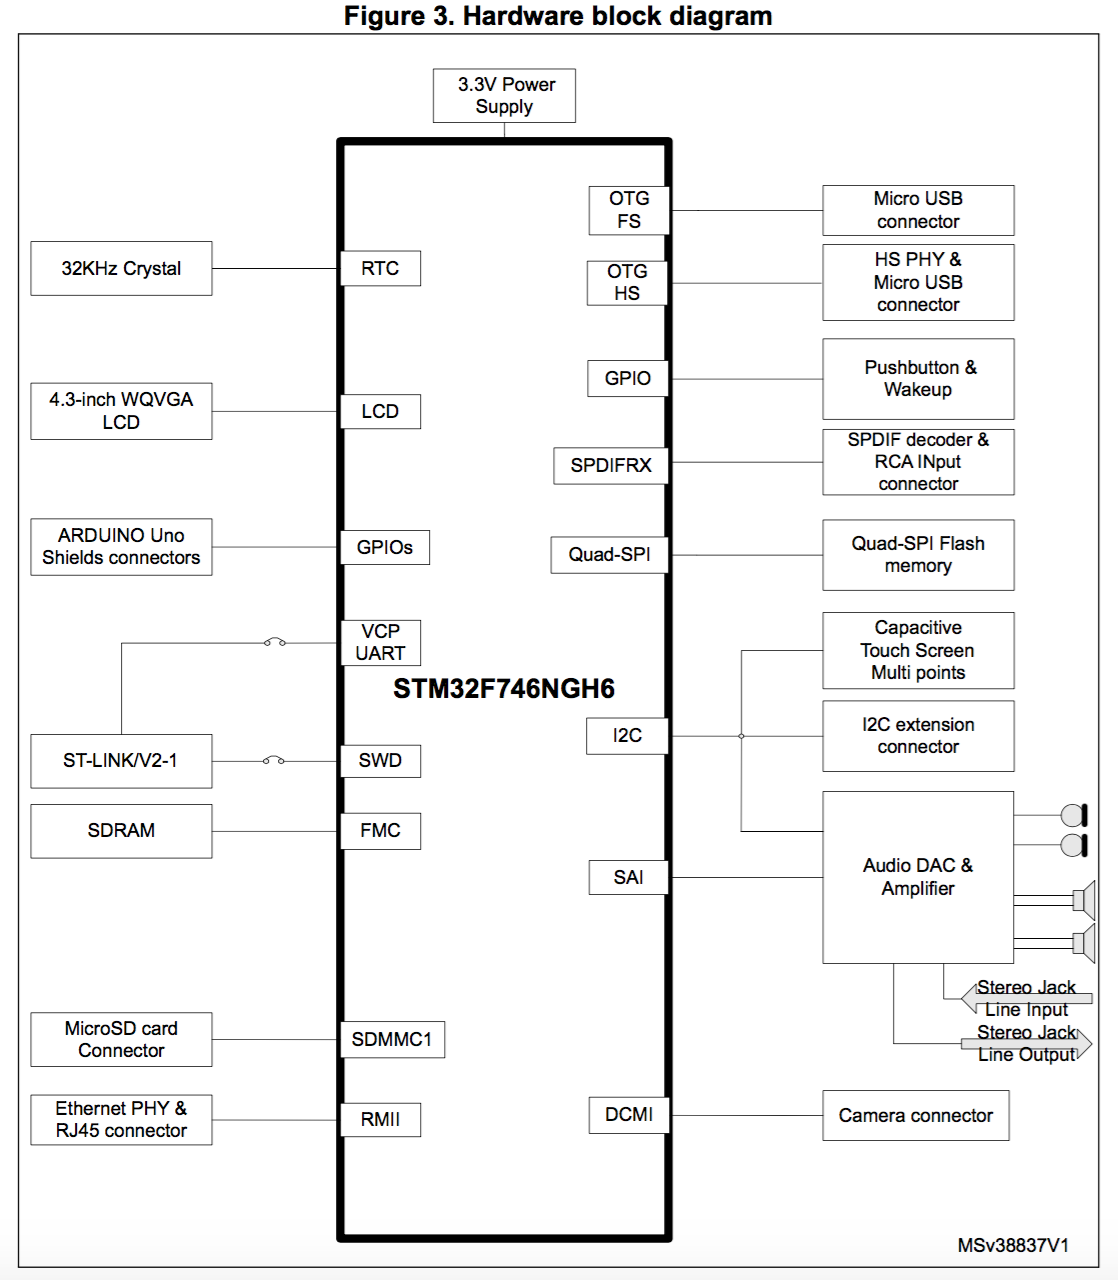 Figure 3. Hardware block diagram
3.3V Power
Supply
OTG
FS
Micro USB
connector
32KHz Crystal
RTC
OTG
HS
HS PHY &
Micro USB
connector
GPIO
Pushbutton &
Wakeup
4.3-inch WQVGA
LCD
LCD
SPDIFRX
SPDIF decoder &
RCA INput
connector
ARDUINO Uno
Shields connectors
GPIOs
Quad-SPI
Quad-SPI Flash
memory
VCP
UART
Capacitive
Touch Screen
Multi points
STM32F746NGH6
ST-LINK/V2-1
SWD
I2C
I2C extension
connector
SDRAM
FMC
SAI
Audio DAC &
Amplifier
Stereo Jack
Line Input
Stereo Jack
Line Output
MicroSD card
Connector
SDMMC1
Ethernet PHY &
RJ45 connector
RMII
DCMI
Camera connector
MSv38837V1